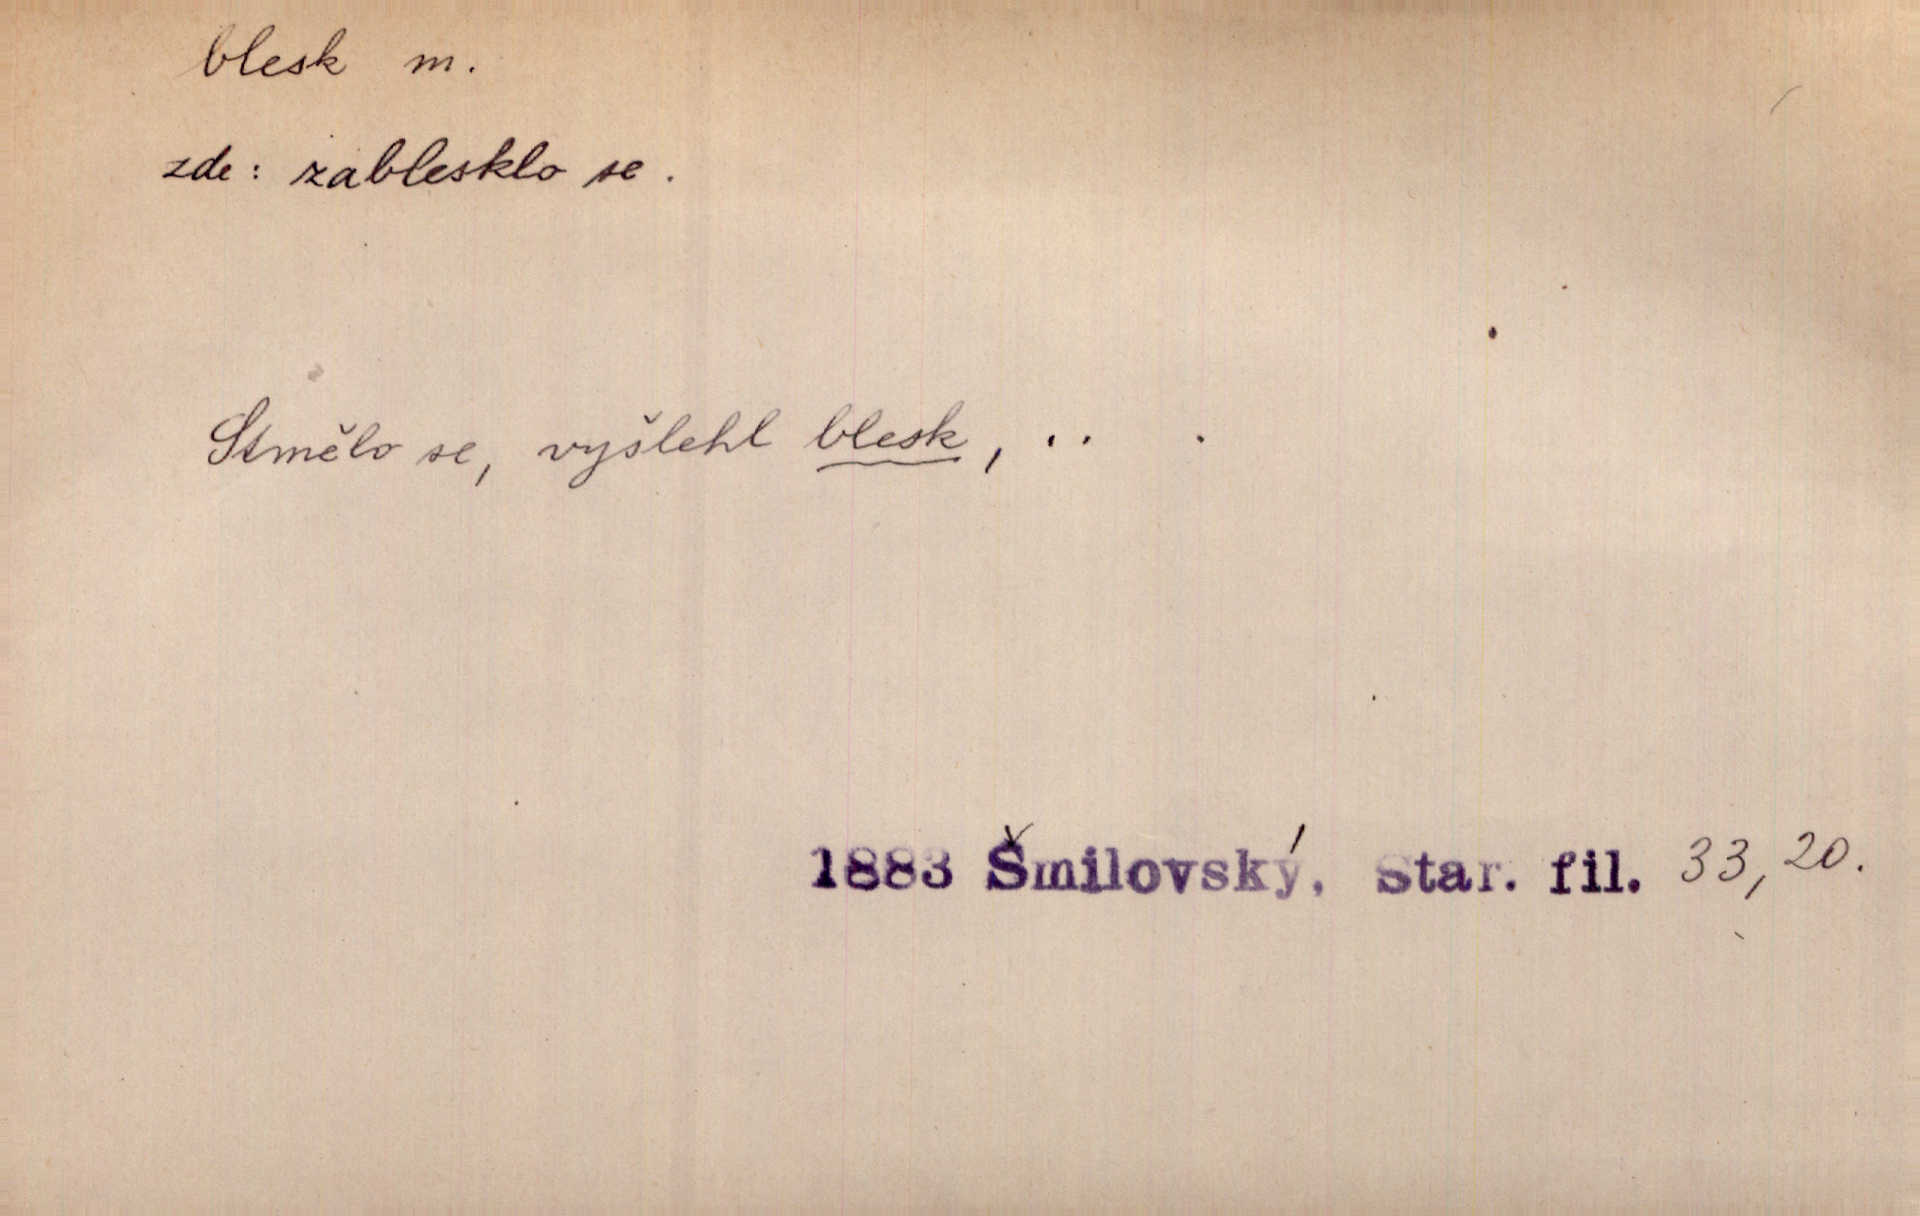 blesk m.
zde: zablesklo se.
Stmělo se, vyšlehl blesk, ..
1883 Šmilovský, Star. fil. 33,20.